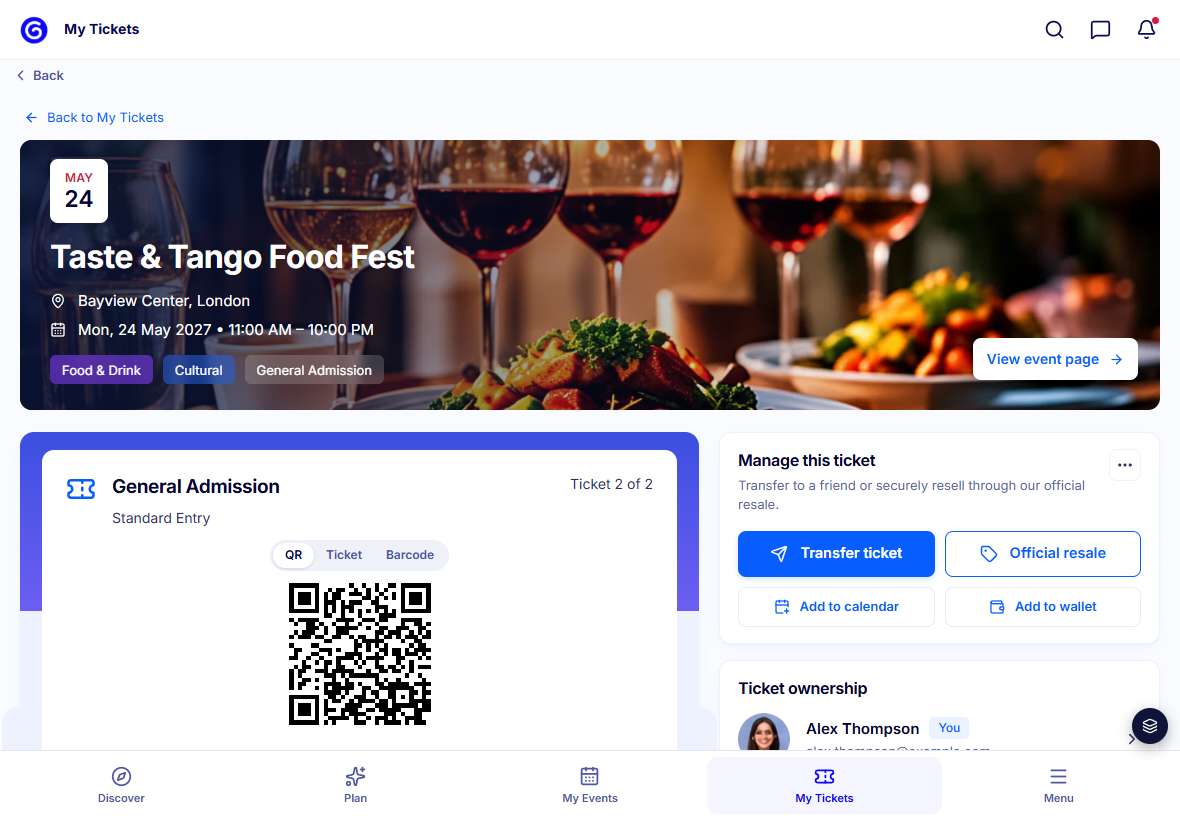 My Tickets
Back
Back to My Tickets
MAY
24
Taste & Tango Food Fest
Bayview Center, London
Mon, 24 May 2027 • 11:00 AM – 10:00 PM
Food & Drink
Cultural
General Admission
View event page
General Admission
Ticket 2 of 2
Standard Entry
QR
Ticket
Barcode
Manage this ticket
Transfer to a friend or securely resell through our official
resale.
Transfer ticket
Official resale
Add to calendar
Add to wallet
Ticket ownership
Alex Thompson
You
Discover
Plan
My Events
My Tickets
Menu